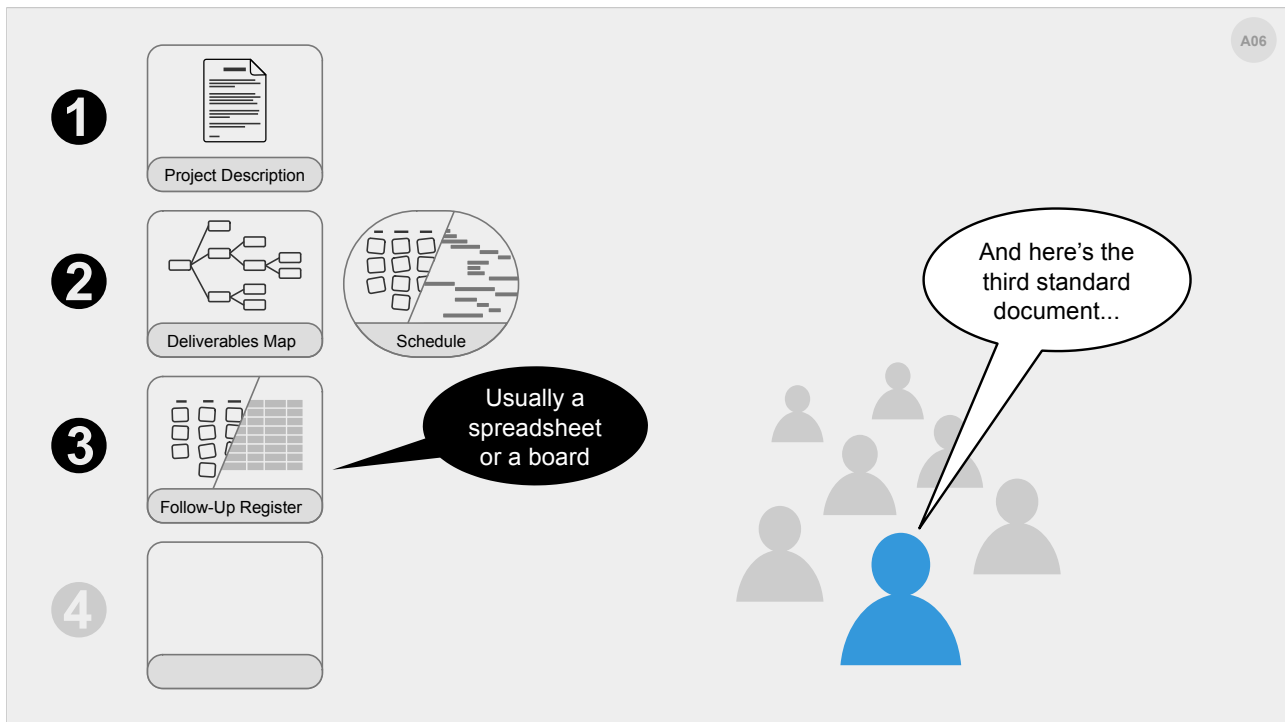 A06
1
Project Description
2
Deliverables Map
Schedule
3
Follow-Up Register
Usually a
spreadsheet
or a board
And here’s the
third standard
document...
4